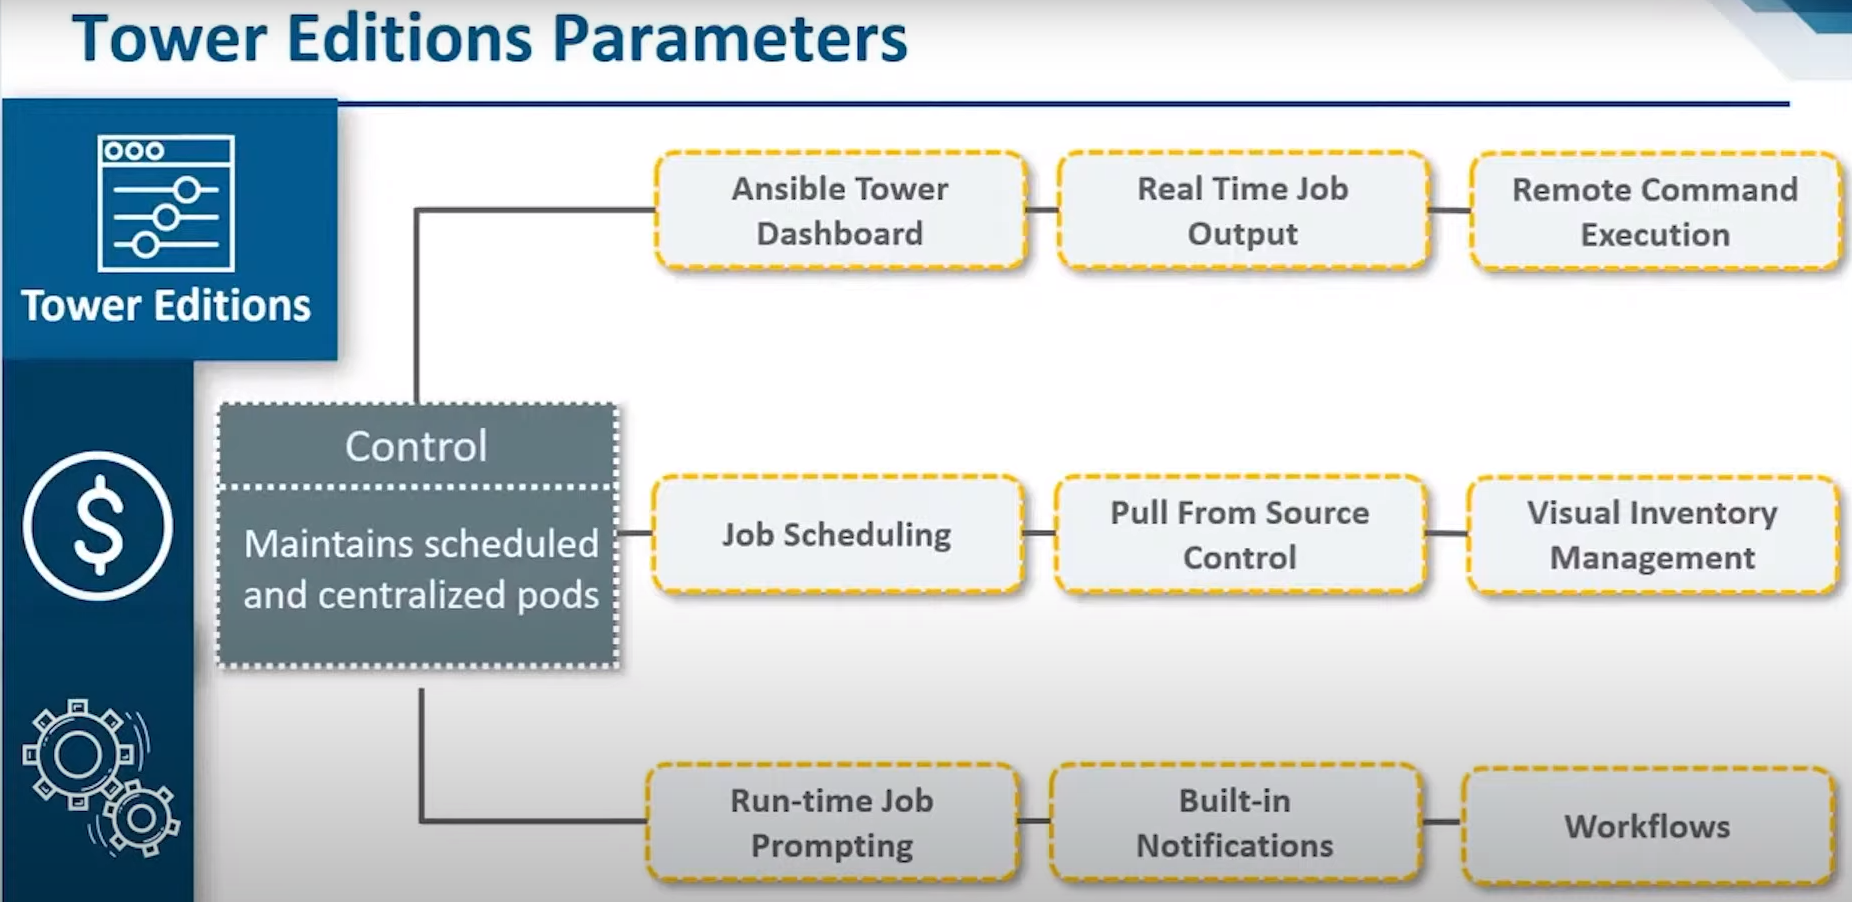 Tower Editions Parameters
Tower Editions
Ansible Tower
Dashboard
Real Time Job
Output
Remote Command
Execution
Control
Maintains scheduled
and centralized pods
Job Scheduling
Pull From Source
Control
Visual Inventory
Management
Run-time Job
Prompting
Built-in
Notifications
Workflows